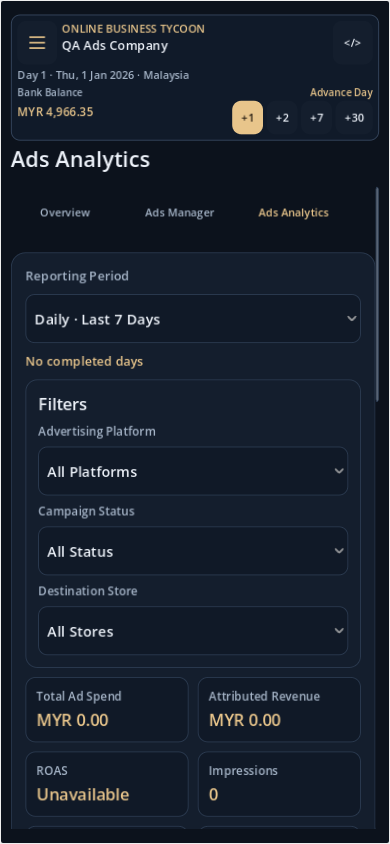 ONLINE BUSINESS TYCOON
QA Ads Company
</>
Day 1 · Thu, 1 Jan 2026 · Malaysia
Bank Balance
Advance Day
MYR 4,966.35
+1 +2 +7 +30
Ads Analytics
Overview Ads Manager Ads Analytics
Reporting Period
Daily · Last 7 Days
No completed days
Filters
Advertising Platform
All Platforms
Campaign Status
All Status
Destination Store
All Stores
Total Ad Spend
MYR 0.00
Attributed Revenue
MYR 0.00
ROAS
Unavailable
Impressions
0